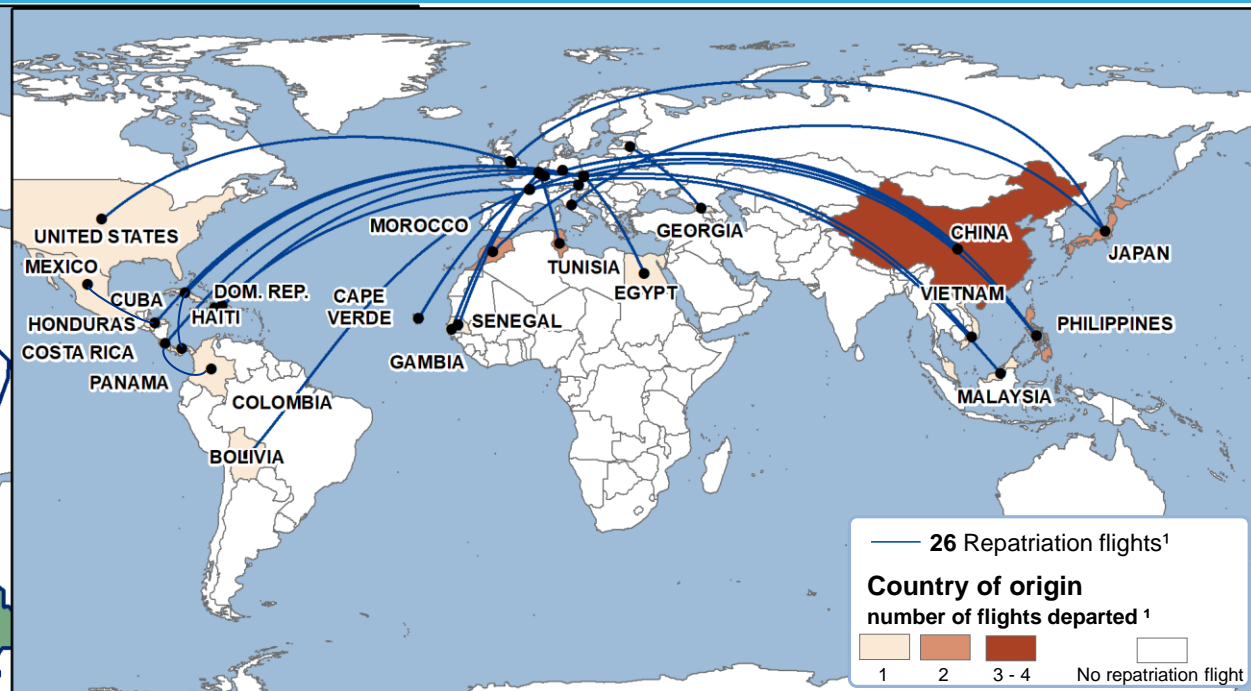 UNITED STATES
MEXICO
CUBA
DOM. REP.
HAITI
HONDURAS
COSTA RICA
PANAMA
COLOMBIA
BOLIVIA
MOROCCO
CAPE
VERDE
SENEGAL
GAMBIA
TUNISIA
EGYPT
GEORGIA
CHINA
JAPAN
VIETNAM
PHILIPPINES
MALAYSIA
26 Repatriation flights¹
Country of origin
number of flights departed ¹
1 2 3 - 4 No repatriation flight